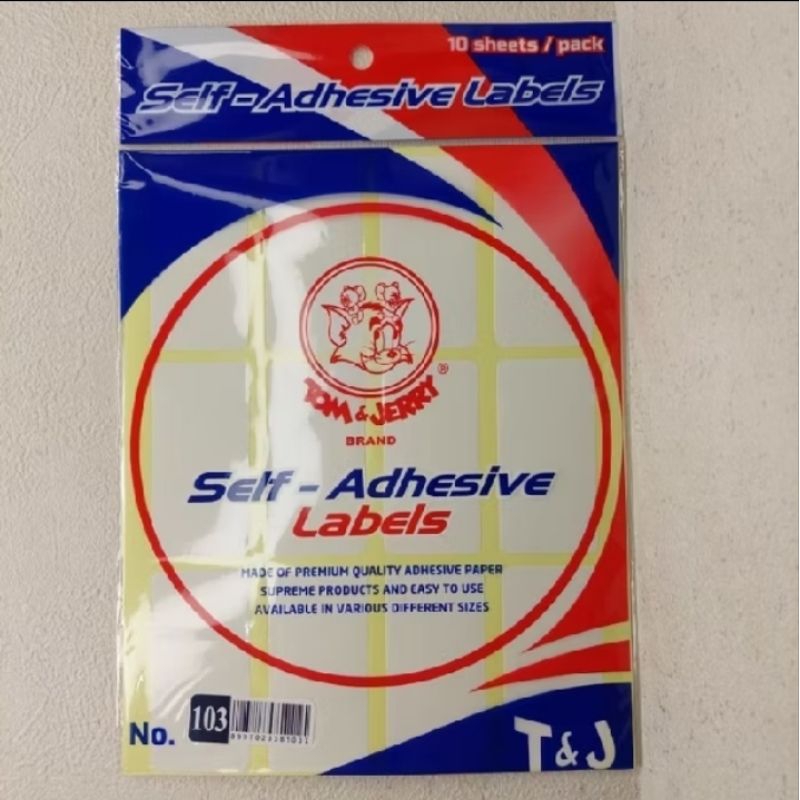 10 sheets / pack
Self - Adhesive Labels
TOM & JERRY ®
BRAND
Self - Adhesive
Labels
MADE OF PREMIUM QUALITY ADHESIVE PAPER
SUPREME PRODUCTS AND EASY TO USE
AVAILABLE IN VARIOUS DIFFERENT SIZES
No. 103
T & J